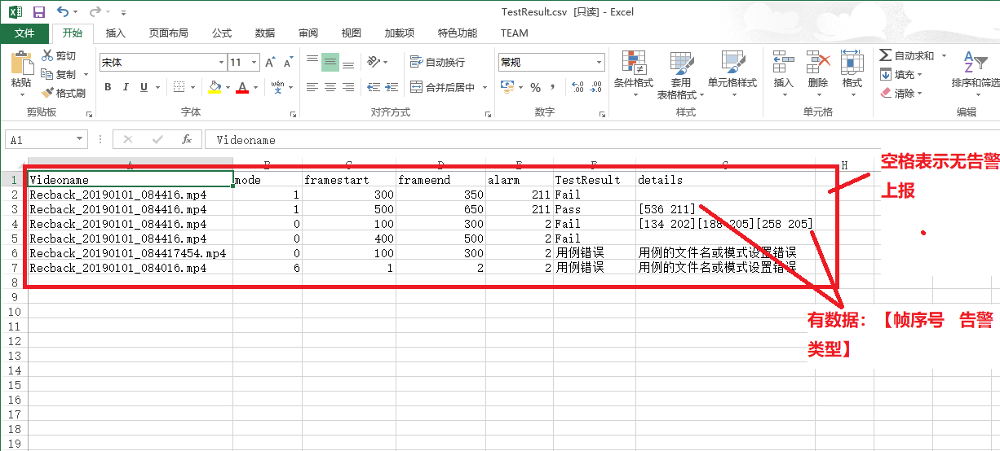 TestResult.csv [只读] - Excel
文件 开始 插入 页面布局 公式 数据 审阅 视图 加载项 特色功能 TEAM
粘贴 剪切 复制 格式刷
宋体 11
B I U A A A wén 文
自动换行
合并后居中
常规
% , .0 .00
条件格式 套用表格格式 单元格样式
插入 删除 格式
自动求和 填充 清除
排序和筛选
剪贴板 字体 对齐方式 数字 样式 单元格 编辑
A1 fx Videoname
A B C D E F G H
1 Videoname mode framestart frameend alarm TestResult details
2 Recback_20190101_084416.mp4 1 300 350 211 Fail
3 Recback_20190101_084416.mp4 1 500 650 211 Pass [536 211]
4 Recback_20190101_084416.mp4 0 100 300 2 Fail [134 202][188 205][258 205]
5 Recback_20190101_084416.mp4 0 400 500 2 Fail
6 Recback_20190101_084417454.mp4 0 100 300 2 用例错误 用例的文件名或模式设置错误
7 Recback_20190101_084016.mp4 6 1 2 2 用例错误 用例的文件名或模式设置错误
8
9
10
11
12
13
14
15
16
17
18
19
空格表示无告警
上报
有数据：【帧序号 告警
类型】